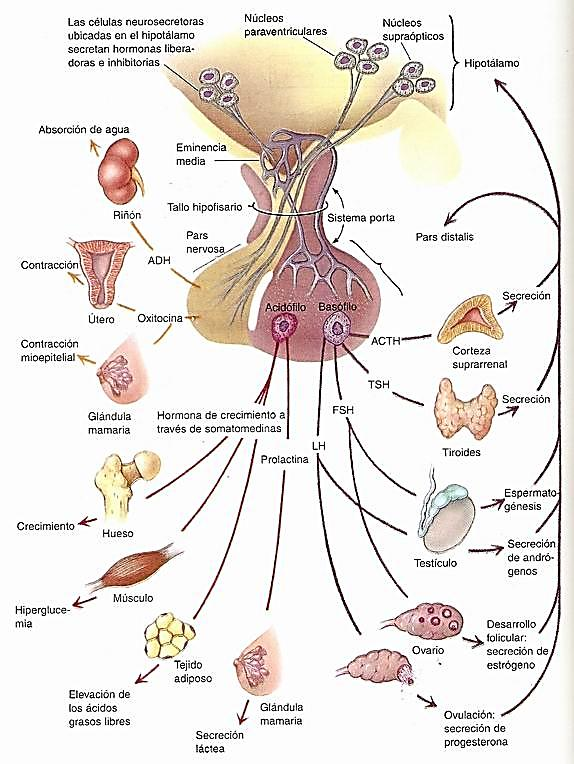 Las células neurosecretoras
ubicadas en el hipotálamo
secretan hormonas libera-
doras e inhibitorias
Núcleos
paraventriculares
Núcleos
supraópticos
Hipotálamo
Absorción de agua
Eminencia
media
Riñón
Tallo hipofisario
Sistema porta
Pars
nervosa
Pars distalis
ADH
Contracción
Útero
Oxitocina
Acidófilo
Basófilo
Secreción
ACTH
Corteza
suprarrenal
Contracción
mioepitelial
TSH
Secreción
Glándula
mamaria
Hormona de crecimiento a
través de somatomedinas
FSH
LH
Tiroides
Prolactina
Espermato-
génesis
Crecimiento
Hueso
Testículo
Secreción
de andró-
genos
Músculo
Hipergluce-
mia
Ovario
Desarrollo
folicular:
secreción de
estrógeno
Tejido
adiposo
Elevación de
los ácidos
grasos libres
Glándula
mamaria
Secreción
láctea
Ovulación:
secreción de
progesterona